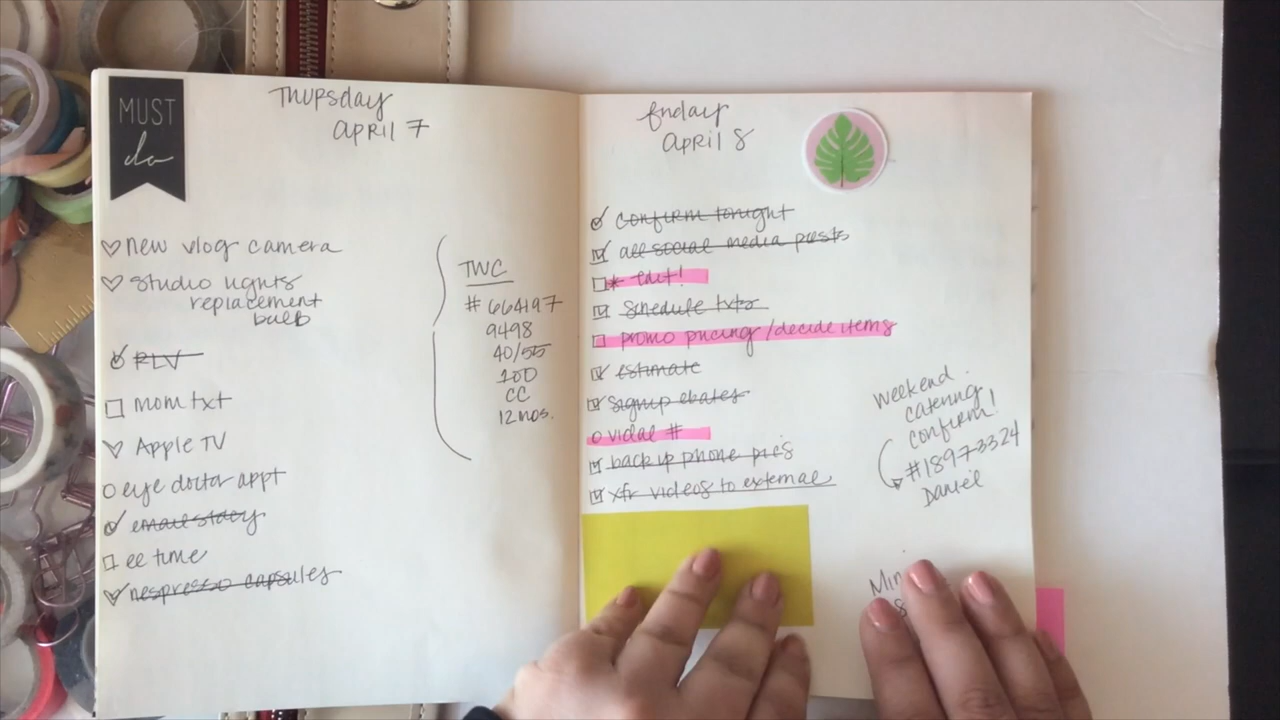 MUST
do
Thursday
April 7
new vlog camera
studio lights
replacement
bulb
RLV
mom txt
Apple TV
eye doctor appt
email stacy
ee time
nespresso capsules
TWC
# 664197
9498
40/55
100
CC
12 mos.
friday
April 8
confirm tonight
all social media posts
* edit!
schedule txts
promo pricing/decide items
estimate
signup ebates
vidal #
back up phone pics
xfr videos to external
weekend
catering
confirm!
#18973324
Daniel